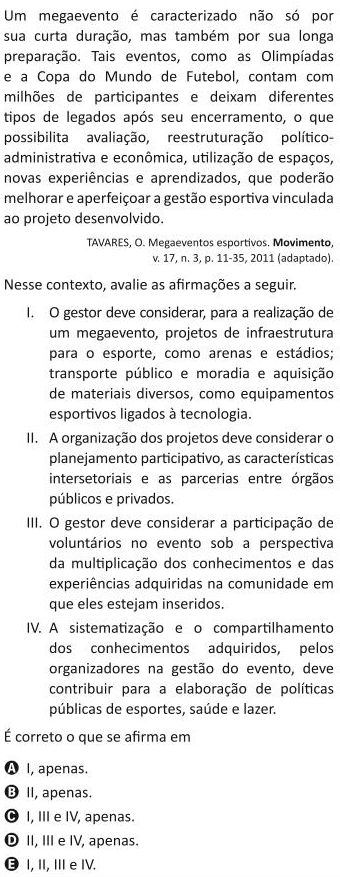 Um megaevento é caracterizado não só por
sua curta duração, mas também por sua longa
preparação. Tais eventos, como as Olimpíadas
e a Copa do Mundo de Futebol, contam com
milhões de participantes e deixam diferentes
tipos de legados após seu encerramento, o que
possibilita avaliação, reestruturação político-
administrativa e econômica, utilização de espaços,
novas experiências e aprendizados, que poderão
melhorar e aperfeiçoar a gestão esportiva vinculada
ao projeto desenvolvido.
TAVARES, O. Megaeventos esportivos. Movimento,
v. 17, n. 3, p. 11-35, 2011 (adaptado).
Nesse contexto, avalie as afirmações a seguir.
I. O gestor deve considerar, para a realização de
um megaevento, projetos de infraestrutura
para o esporte, como arenas e estádios;
transporte público e moradia e aquisição
de materiais diversos, como equipamentos
esportivos ligados à tecnologia.
II. A organização dos projetos deve considerar o
planejamento participativo, as características
intersetoriais e as parcerias entre órgãos
públicos e privados.
III. O gestor deve considerar a participação de
voluntários no evento sob a perspectiva
da multiplicação dos conhecimentos e das
experiências adquiridas na comunidade em
que eles estejam inseridos.
IV. A sistematização e o compartilhamento
dos conhecimentos adquiridos, pelos
organizadores na gestão do evento, deve
contribuir para a elaboração de políticas
públicas de esportes, saúde e lazer.
É correto o que se afirma em
A I, apenas.
B II, apenas.
C I, III e IV, apenas.
D II, III e IV, apenas.
E I, II, III e IV.